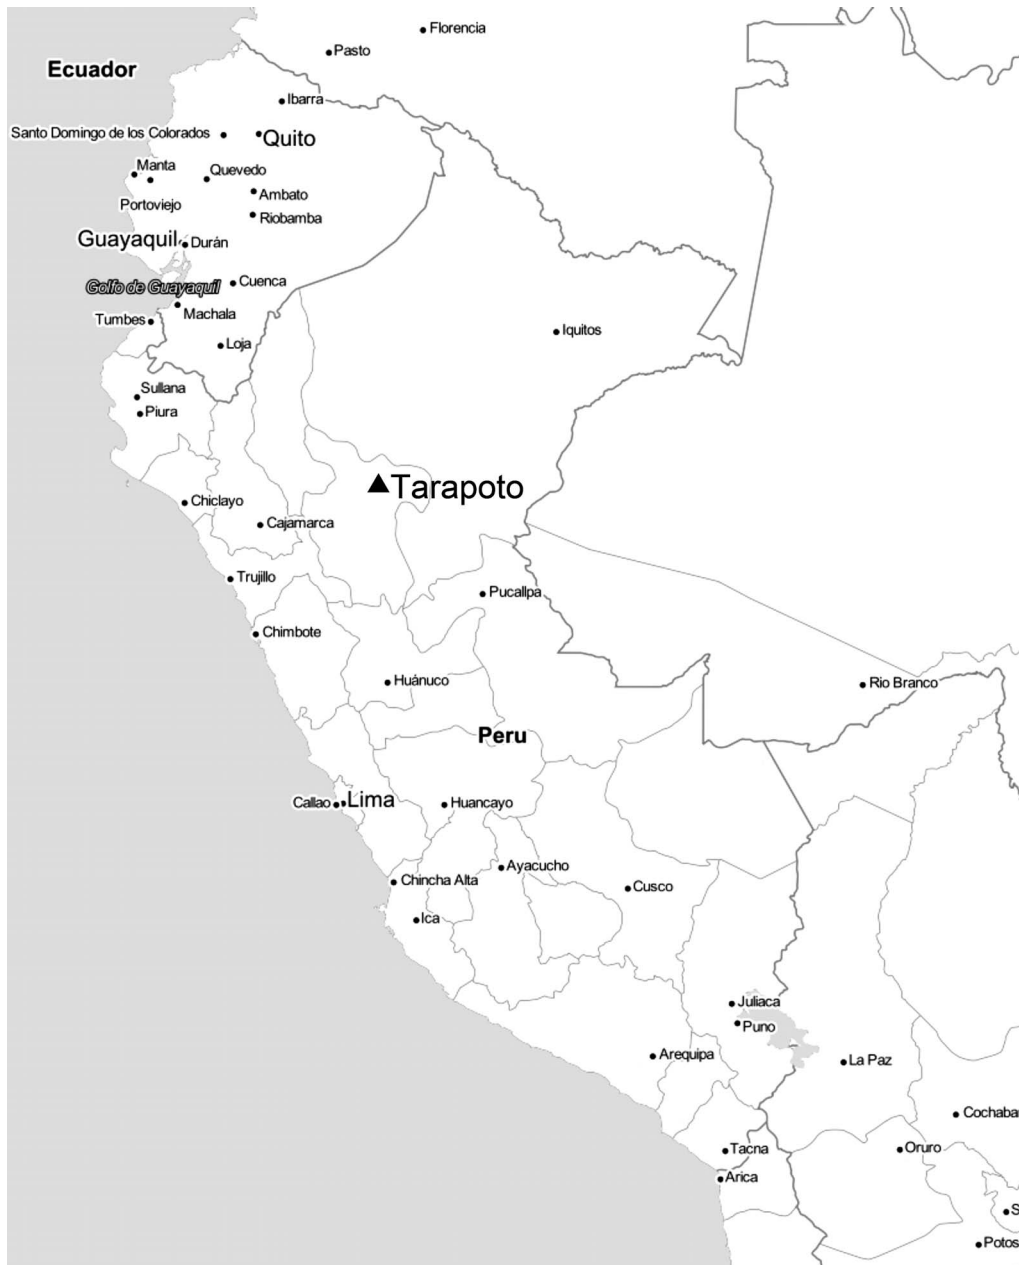 Florencia
Pasto
Ecuador
Ibarra
Santo Domingo de los Colorados
Quito
Manta
Quevedo
Ambato
Portoviejo
Riobamba
Guayaquil
Durán
Cuenca
Golfo de Guayaquil
Machala
Tumbes
Iquitos
Loja
Sullana
Piura
Tarapoto
Chiclayo
Cajamarca
Trujillo
Pucallpa
Chimbote
Huánuco
Rio Branco
Peru
Callao
Lima
Huancayo
Ayacucho
Chincha Alta
Cusco
Ica
Juliaca
Puno
Arequipa
La Paz
Cochabar
Tacna
Oruro
Arica
S
Potos